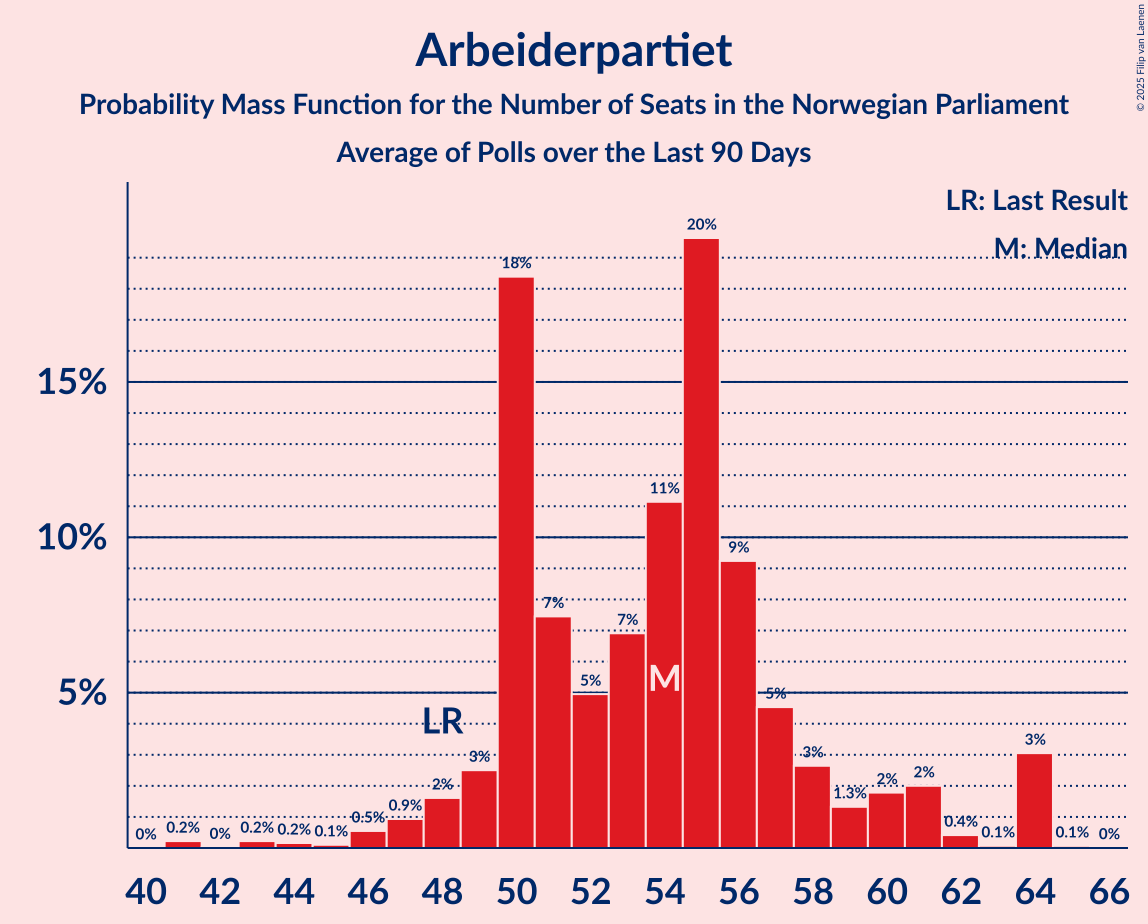 Arbeiderpartiet
Probability Mass Function for the Number of Seats in the Norwegian Parliament
Average of Polls over the Last 90 Days
© 2025 Filip van Laenen
LR: Last Result
M: Median
15%
10%
5%
0% 0.2% 0% 0.2% 0.2% 0.1% 0.5% 0.9% 2% 3% 18% 7% 5% 7% 11% 20% 9% 5% 3% 1.3% 2% 2% 0.4% 0.1% 3% 0.1% 0%
LR
M
40 42 44 46 48 50 52 54 56 58 60 62 64 66